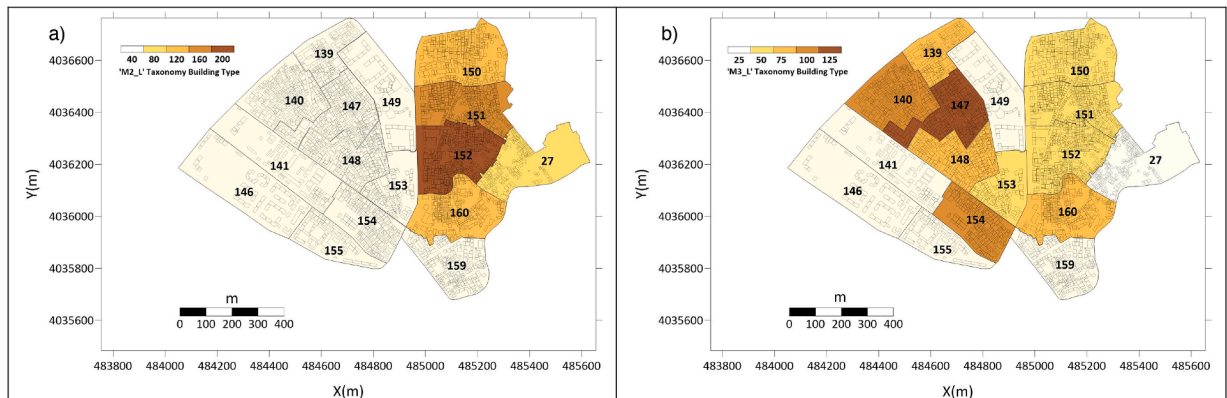 a)
40 80 120 160 200
'M2_L' Taxonomy Building Type
4036600
4036400
4036200
4036000
4035800
4035600
Y(m)
139
150
140
147
149
151
152
27
141
148
153
146
160
154
155
159
m
0 100 200 300 400
483800 484000 484200 484400 484600 484800 485000 485200 485400 485600
X(m)
b)
25 50 75 100 125
'M3_L' Taxonomy Building Type
4036600
4036400
4036200
4036000
4035800
4035600
Y(m)
139
150
140
147
149
151
152
27
141
148
153
146
160
154
155
159
m
0 100 200 300 400
483800 484000 484200 484400 484600 484800 485000 485200 485400 485600
X(m)